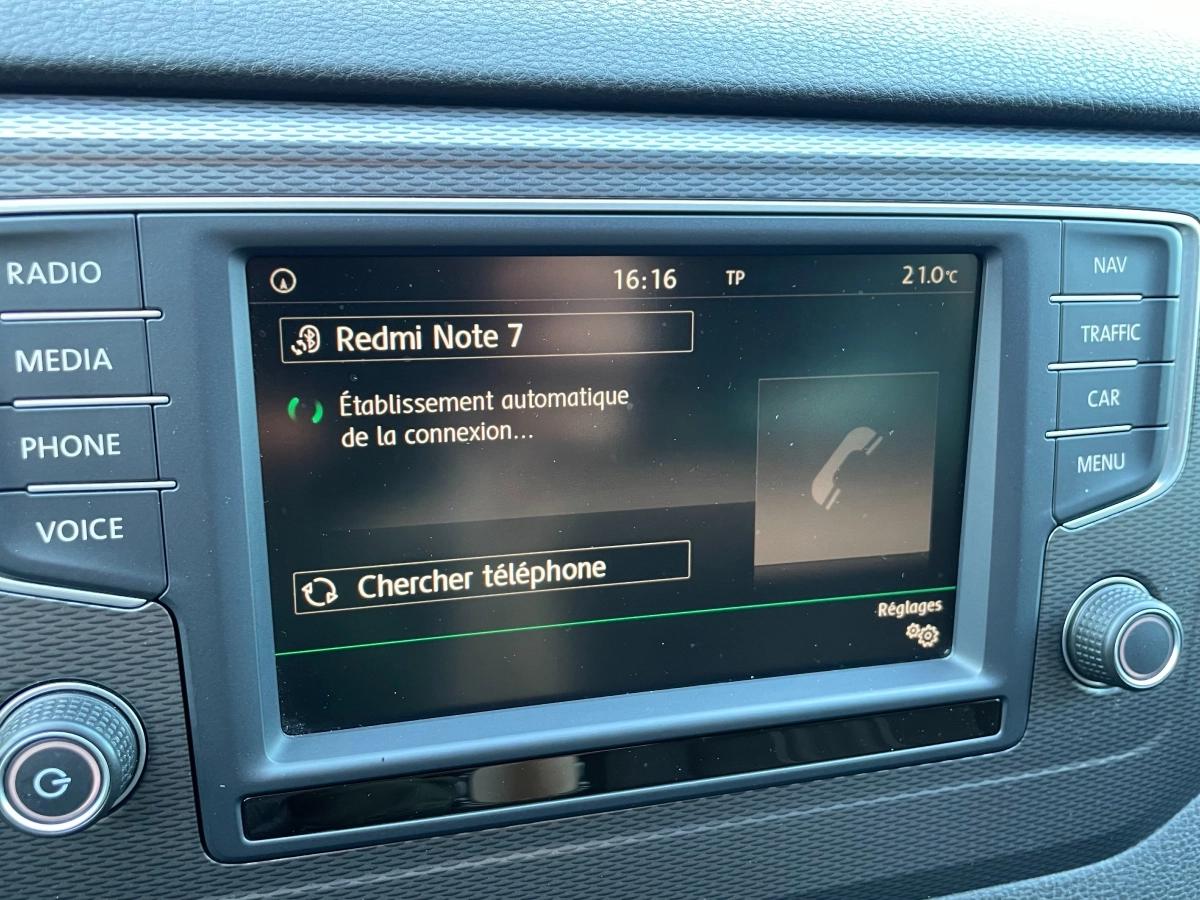 RADIO
MEDIA
PHONE
VOICE
16:16 TP 21.0°C
Redmi Note 7
Établissement automatique
de la connexion...
Chercher téléphone
Réglages
NAV
TRAFFIC
CAR
MENU